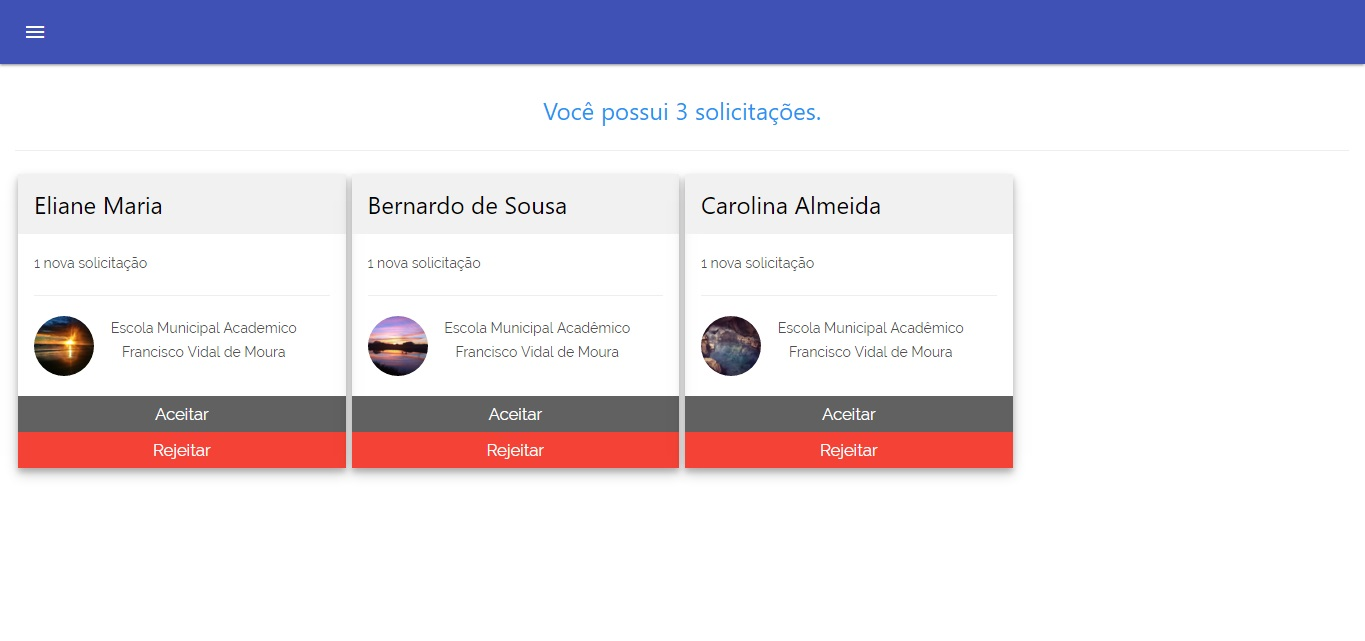 Você possui 3 solicitações.
Eliane Maria
1 nova solicitação
Escola Municipal Academico
Francisco Vidal de Moura
Aceitar
Rejeitar
Bernardo de Sousa
1 nova solicitação
Escola Municipal Acadêmico
Francisco Vidal de Moura
Aceitar
Rejeitar
Carolina Almeida
1 nova solicitação
Escola Municipal Acadêmico
Francisco Vidal de Moura
Aceitar
Rejeitar